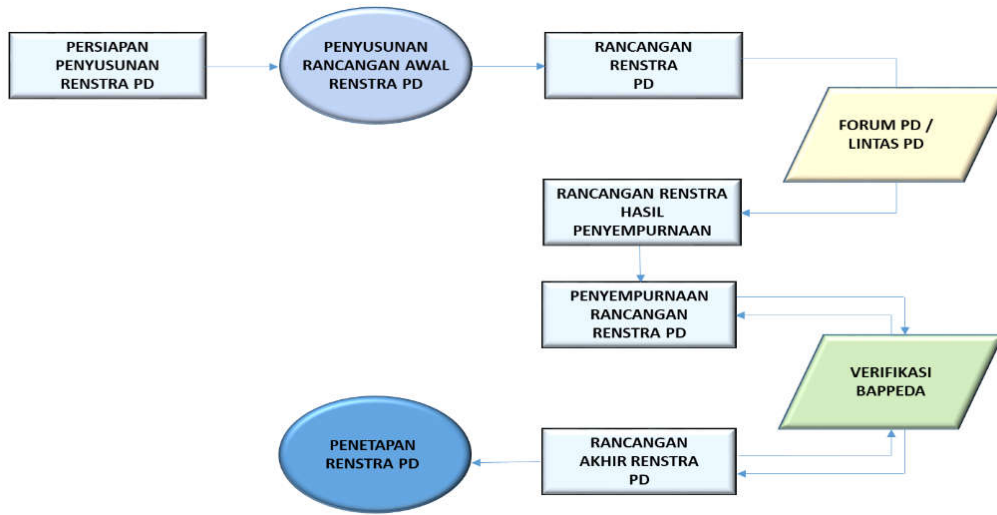 PERSIAPAN
PENYUSUNAN
RENSTRA PD
PENYUSUNAN
RANCANGAN AWAL
RENSTRA PD
RANCANGAN
RENSTRA
PD
FORUM PD /
LINTAS PD
RANCANGAN RENSTRA
HASIL
PENYEMPURNAAN
PENYEMPURNAAN
RANCANGAN
RENSTRA PD
VERIFIKASI
BAPPEDA
RANCANGAN
AKHIR RENSTRA
PD
PENETAPAN
RENSTRA PD